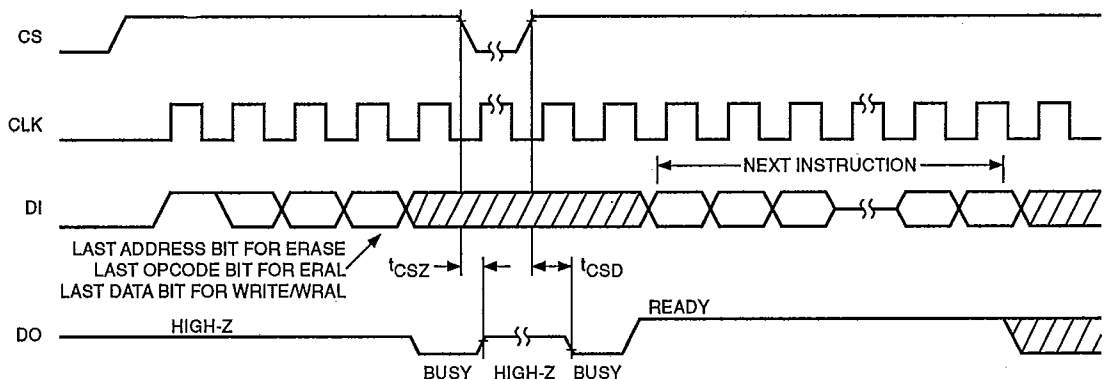 CS
CLK
NEXT INSTRUCTION
DI
LAST ADDRESS BIT FOR ERASE
LAST OPCODE BIT FOR ERAL
LAST DATA BIT FOR WRITE/WRAL
tCSZ
tCSD
READY
HIGH-Z
DO
BUSY HIGH-Z BUSY